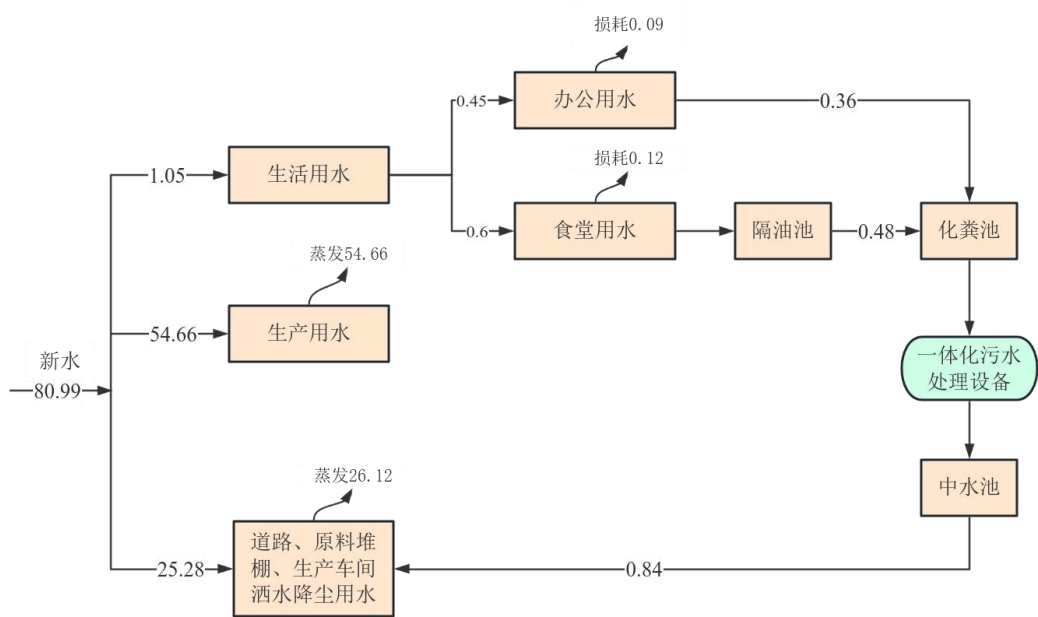 损耗0.09
0.45
办公用水
0.36
1.05
生活用水
损耗0.12
0.6
食堂用水
隔油池
0.48
化粪池
蒸发54.66
54.66
生产用水
新水
80.99
一体化污水
处理设备
蒸发26.12
中水池
25.28
道路、原料堆
棚、生产车间
洒水降尘用水
0.84